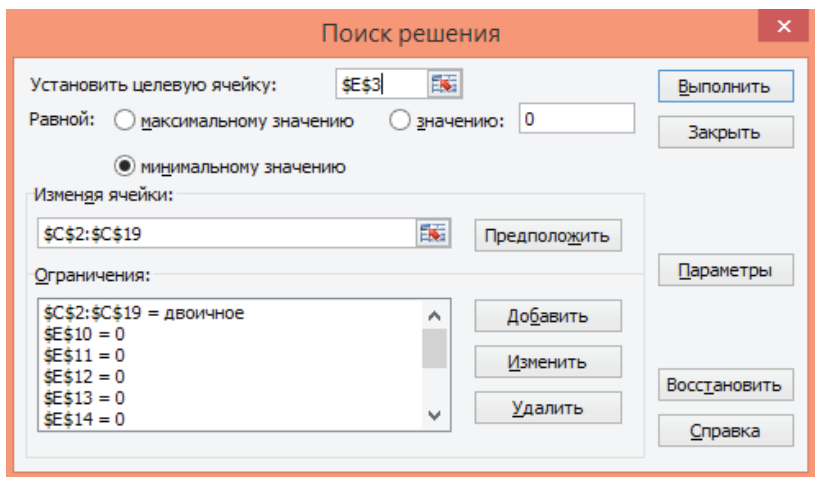 Поиск решения
Установить целевую ячейку: $E$3
Выполнить
Равной: максимальному значению значению: 0
Закрыть
минимальному значению
Изменяя ячейки:
$C$2:$C$19 Предположить
Ограничения:
Параметры
$C$2:$C$19 = двоичное
$E$10 = 0
$E$11 = 0
$E$12 = 0
$E$13 = 0
$E$14 = 0
Добавить
Изменить
Удалить
Восстановить
Справка